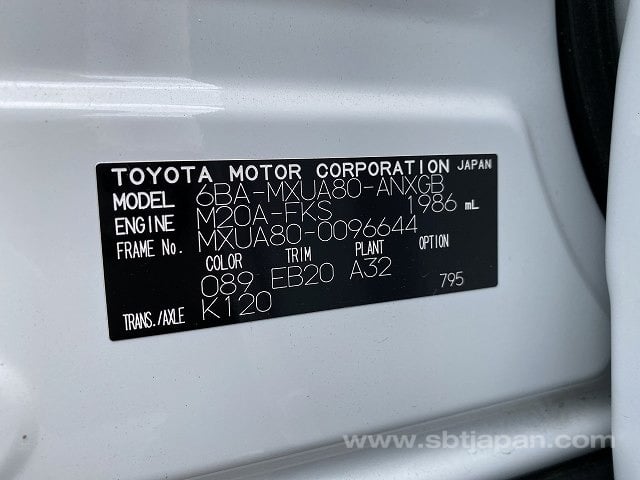 TOYOTA MOTOR CORPORATION JAPAN
MODEL 6BA-MXUA80-ANXGB
ENGINE M20A-FKS 1986 mL
FRAME No. MXUA80-0096644
COLOR TRIM PLANT OPTION
089 EB20 A32 795
TRANS./AXLE K120
www.sbtjapan.com